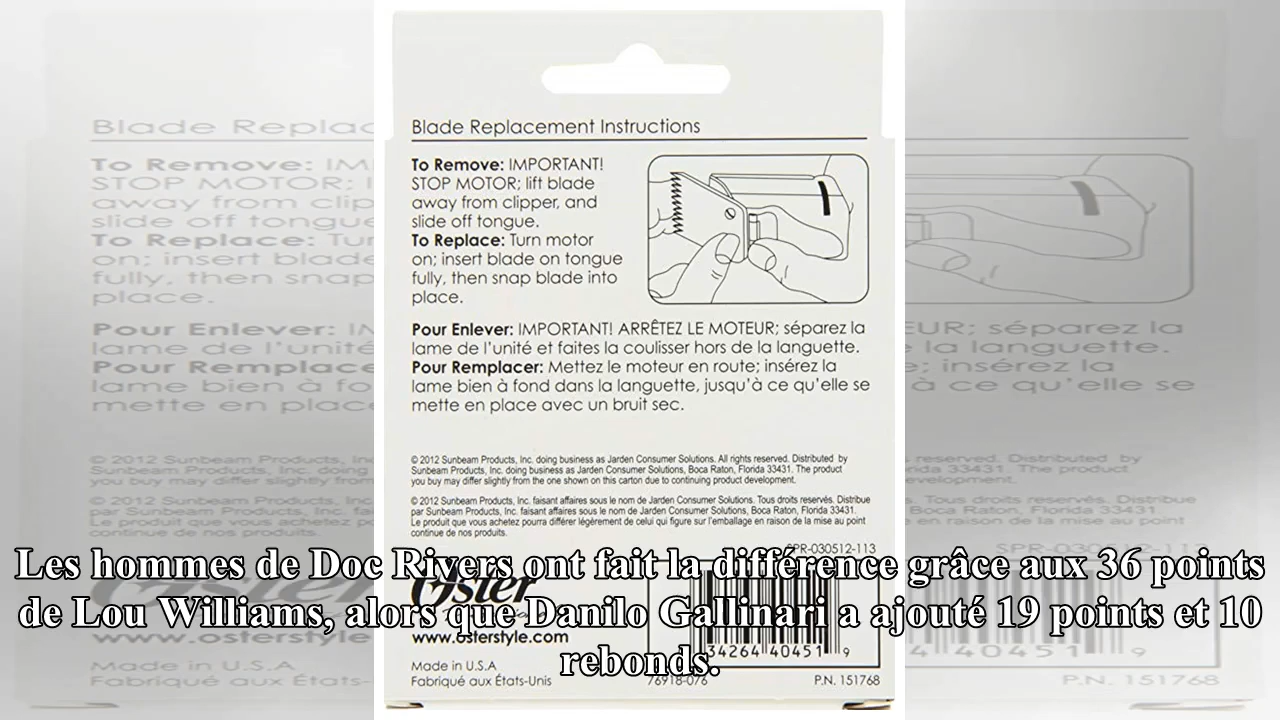 Blade Replacement Instructions
To Remove: IMPORTANT!
STOP MOTOR; lift blade
away from clipper, and
slide off tongue.
To Replace: Turn motor
on; insert blade on tongue
fully, then snap blade into
place.
Pour Enlever: IMPORTANT! ARRÊTEZ LE MOTEUR; séparez la
lame de l'unité et faites la coulisser hors de la languette.
Pour Remplacer: Mettez le moteur en route; insérez la
lame bien à fond dans la languette, jusqu'à ce qu'elle se
mette en place avec un bruit sec.
© 2012 Sunbeam Products, Inc. doing business as Jarden Consumer Solutions. All rights reserved. Distributed by
Sunbeam Products, Inc. doing business as Jarden Consumer Solutions, Boca Raton, Florida 33431. The product
you buy may differ slightly from the one shown on this carton due to continuing product development.
© 2012 Sunbeam Products, Inc. faisant affaires sous le nom de Jarden Consumer Solutions. Tous droits reservés. Distribue
par Sunbeam Products, Inc. faisant affaires sous le nom de Jarden Consumer Solutions, Boca Raton, Florida 33431.
Le produit que vous achetez pourra différer légèrement de celui qui figure sur l'emballage en raison de la mise au point
continue de nos produits.
SPR-030512-113
Les hommes de Doc Rivers ont fait la différence grâce aux 36 points
de Lou Williams, alors que Danilo Gallinari a ajouté 19 points et 10
rebonds.
Oster
www.osterstyle.com
34264 40451 9
Made in U.S.A
Fabriqué aux États-Unis
76918-076
P.N. 151768